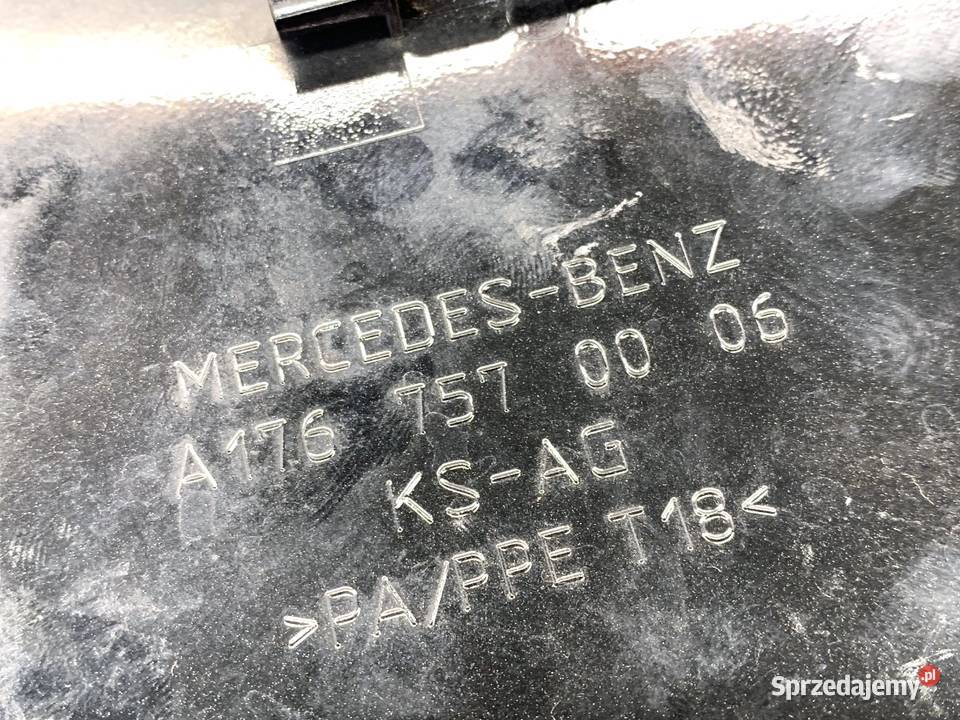 MERCEDES-BENZ
A176 757 00 06
KS-AG
>PA/PPE T18<
Sprzedajemy.pl